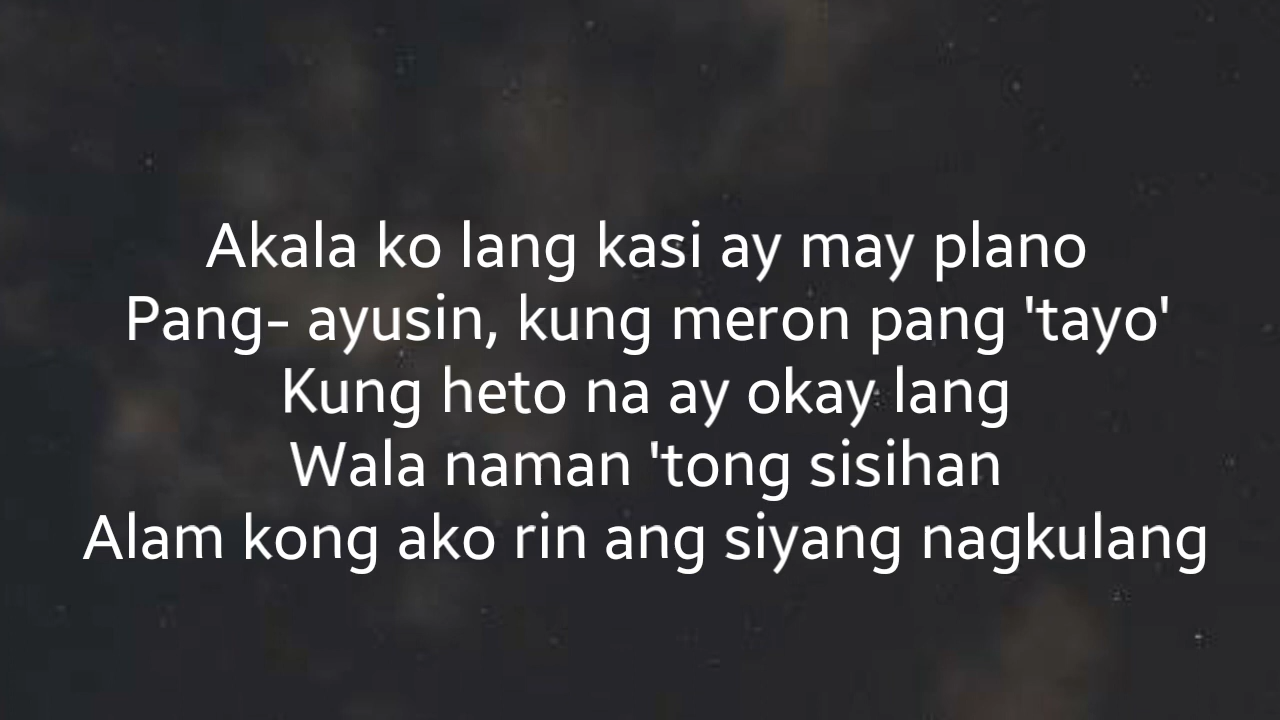 Akala ko lang kasi ay may plano
Pang- ayusin, kung meron pang 'tayo'
Kung heto na ay okay lang
Wala naman 'tong sisihan
Alam kong ako rin ang siyang nagkulang